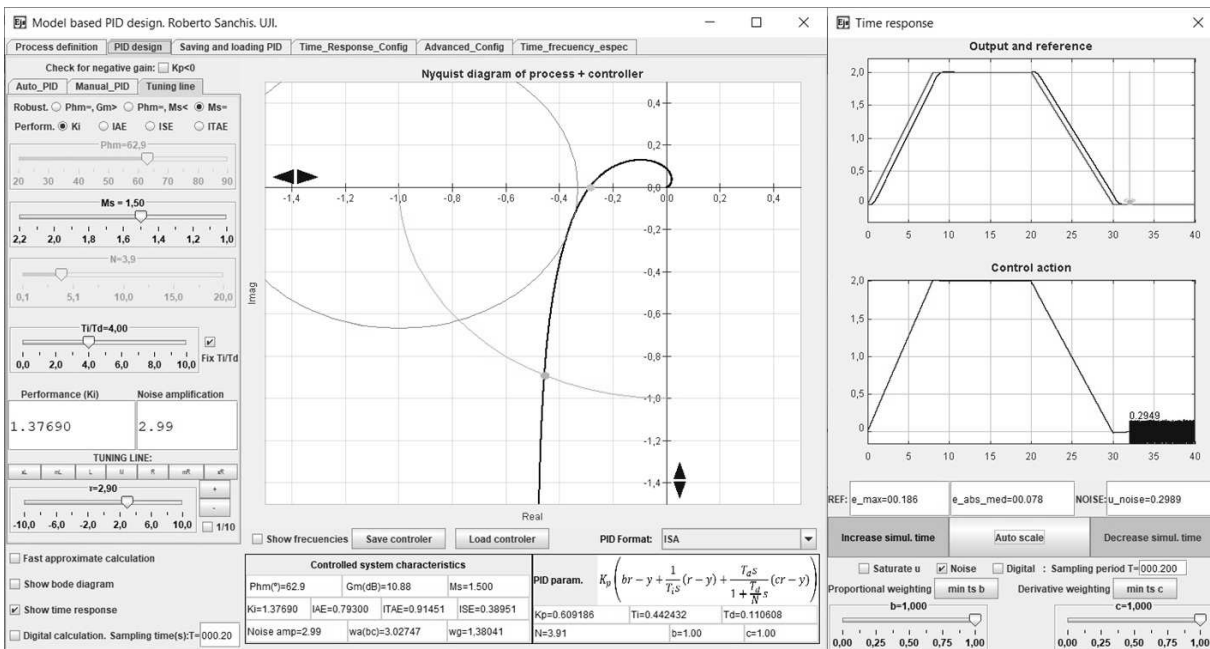 Model based PID design. Roberto Sanchis. UJI.
Process definition PID design Saving and loading PID Time_Response_Config Advanced_Config Time_frecuency_espec
Check for negative gain: Kp<0
Auto_PID Manual_PID Tuning line
Robust. Phm=, Gm> Phm=, Ms< Ms=
Perform. Ki IAE ISE ITAE
Phm=62,9
20 30 40 50 60 70 80 90
Ms = 1,50
2,2 2,0 1,8 1,6 1,4 1,2 1,0
N=3,9
0,1 5,1 10,0 15,0 20,0
Ti/Td=4,00
0,0 2,0 4,0 6,0 8,0 10,0
Fix Ti/Td
Performance (Ki) Noise amplification
1.37690 2.99
TUNING LINE:
xL mL L M R mR xR
τ=2,90
-10,0 -6,0 -2,0 2,0 6,0 10,0
+
-
1/10
Fast approximate calculation
Show bode diagram
Show time response
Digital calculation. Sampling time(s):T= 000.20
Nyquist diagram of process + controller
0,4
0,2
0,0
-0,2
-0,4
-0,6
-0,8
-1,0
-1,2
-1,4
-1,4 -1,2 -1,0 -0,8 -0,6 -0,4 -0,2 0,0 0,2 0,4
Imag
Real
Show frecuencies Save controler Load controler PID Format: ISA
Controlled system characteristics
Phm(º)=62.9 Gm(dB)=10.88 Ms=1.500
Ki=1.37690 IAE=0.79300 ITAE=0.91451 ISE=0.38951
Noise amp=2.99 wa(bc)=3.02747 wg=1,38041
PID param. K_p(br − y + 1/(T_i s)(r − y) + T_d s/(1 + (T_d/N)s)(cr − y))
Kp=0.609186 Ti=0.442432 Td=0.110608
N=3.91 b=1.00 c=1.00
Time response
Output and reference
2,0
1,5
1,0
0,5
0
0 5 10 15 20 25 30 35 40
Control action
2,0
1,5
1,0
0,5
0
0.2949
0 5 10 15 20 25 30 35 40
REF: e_max=00.186 e_abs_med=00.078 NOISE: u_noise=0.2989
Increase simul. time Auto scale Decrease simul. time
Saturate u Noise Digital : Sampling period T= 000.200
Proportional weighting min ts b Derivative weighting min ts c
b=1,000 c=1,000
0,00 0,25 0,50 0,75 1,00 0,00 0,25 0,50 0,75 1,00